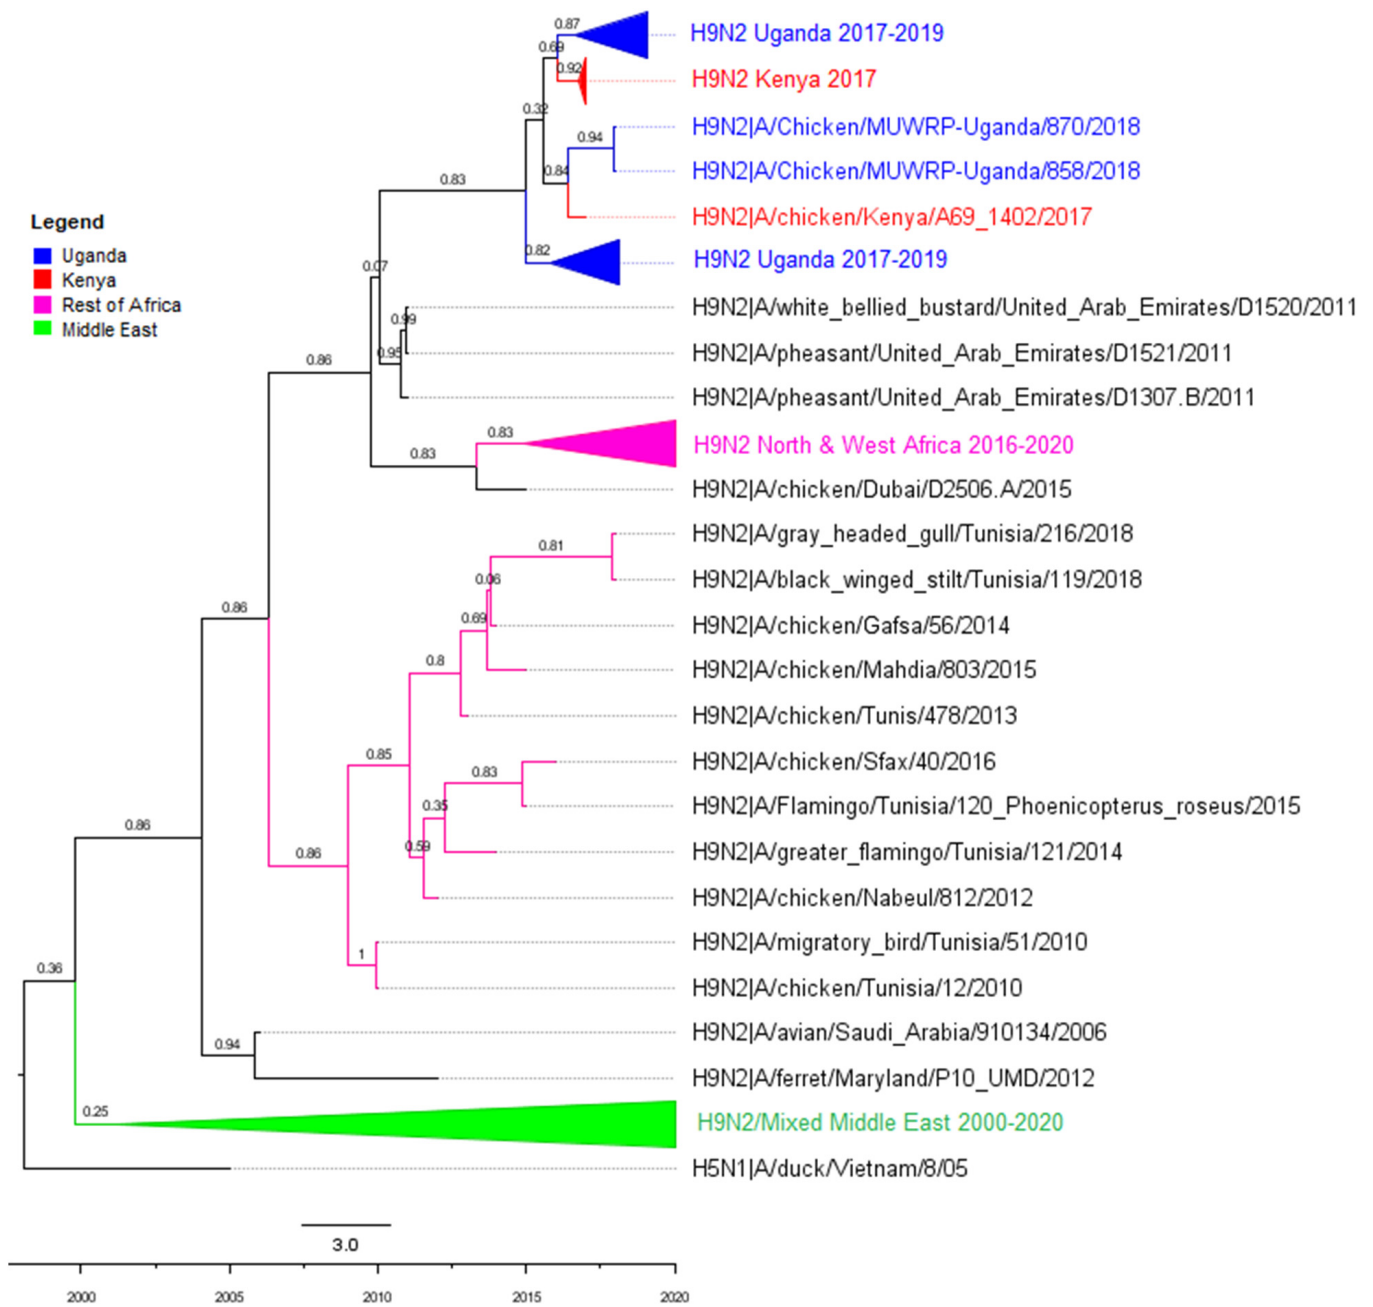 0.87
H9N2 Uganda 2017-2019
0.69
0.92
H9N2 Kenya 2017
0.32
H9N2|A/Chicken/MUWRP-Uganda/870/2018
0.94
0.84
H9N2|A/Chicken/MUWRP-Uganda/858/2018
0.83
Legend
H9N2|A/chicken/Kenya/A69_1402/2017
Uganda
0.82
H9N2 Uganda 2017-2019
Kenya
0.07
Rest of Africa
H9N2|A/white_bellied_bustard/United_Arab_Emirates/D1520/2011
Middle East
0.99
0.95
H9N2|A/pheasant/United_Arab_Emirates/D1521/2011
0.86
H9N2|A/pheasant/United_Arab_Emirates/D1307.B/2011
0.83
H9N2 North & West Africa 2016-2020
0.83
H9N2|A/chicken/Dubai/D2506.A/2015
H9N2|A/gray_headed_gull/Tunisia/216/2018
0.81
0.06
H9N2|A/black_winged_stilt/Tunisia/119/2018
0.86
0.69
H9N2|A/chicken/Gafsa/56/2014
0.8
H9N2|A/chicken/Mahdia/803/2015
H9N2|A/chicken/Tunis/478/2013
0.85
H9N2|A/chicken/Sfax/40/2016
0.83
0.35
H9N2|A/Flamingo/Tunisia/120_Phoenicopterus_roseus/2015
0.86
0.59
0.86
H9N2|A/greater_flamingo/Tunisia/121/2014
H9N2|A/chicken/Nabeul/812/2012
1
H9N2|A/migratory_bird/Tunisia/51/2010
0.36
H9N2|A/chicken/Tunisia/12/2010
H9N2|A/avian/Saudi_Arabia/910134/2006
0.94
H9N2|A/ferret/Maryland/P10_UMD/2012
0.25
H9N2/Mixed Middle East 2000-2020
H5N1|A/duck/Vietnam/8/05
3.0
2000 2005 2010 2015 2020